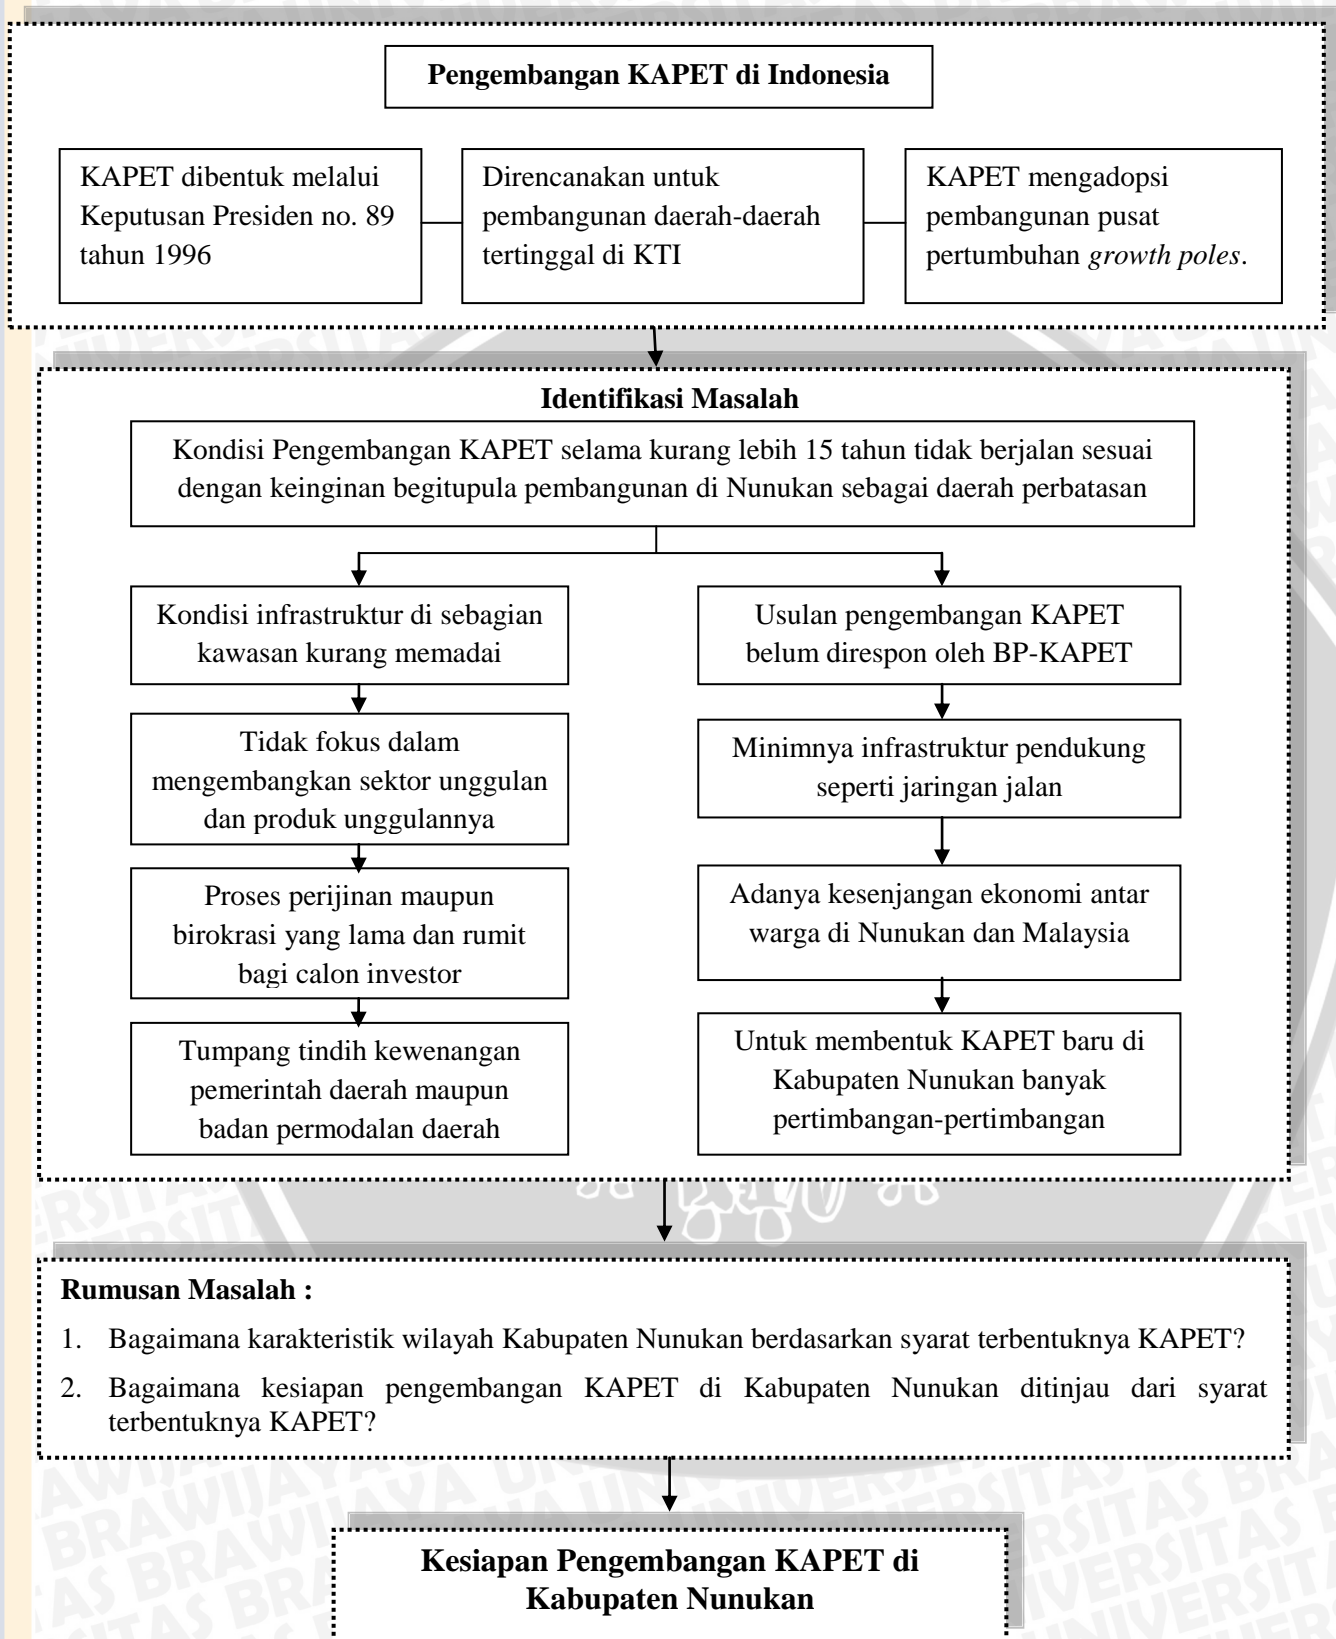 Pengembangan KAPET di Indonesia
KAPET dibentuk melalui
Keputusan Presiden no. 89
tahun 1996
Direncanakan untuk
pembangunan daerah-daerah
tertinggal di KTI
KAPET mengadopsi
pembangunan pusat
pertumbuhan growth poles.
Identifikasi Masalah
Kondisi Pengembangan KAPET selama kurang lebih 15 tahun tidak berjalan sesuai
dengan keinginan begitupula pembangunan di Nunukan sebagai daerah perbatasan
Kondisi infrastruktur di sebagian
kawasan kurang memadai
Tidak fokus dalam
mengembangkan sektor unggulan
dan produk unggulannya
Proses perijinan maupun
birokrasi yang lama dan rumit
bagi calon investor
Tumpang tindih kewenangan
pemerintah daerah maupun
badan permodalan daerah
Usulan pengembangan KAPET
belum direspon oleh BP-KAPET
Minimnya infrastruktur pendukung
seperti jaringan jalan
Adanya kesenjangan ekonomi antar
warga di Nunukan dan Malaysia
Untuk membentuk KAPET baru di
Kabupaten Nunukan banyak
pertimbangan-pertimbangan
Rumusan Masalah :
1. Bagaimana karakteristik wilayah Kabupaten Nunukan berdasarkan syarat terbentuknya KAPET?
2. Bagaimana kesiapan pengembangan KAPET di Kabupaten Nunukan ditinjau dari syarat
terbentuknya KAPET?
Kesiapan Pengembangan KAPET di
Kabupaten Nunukan